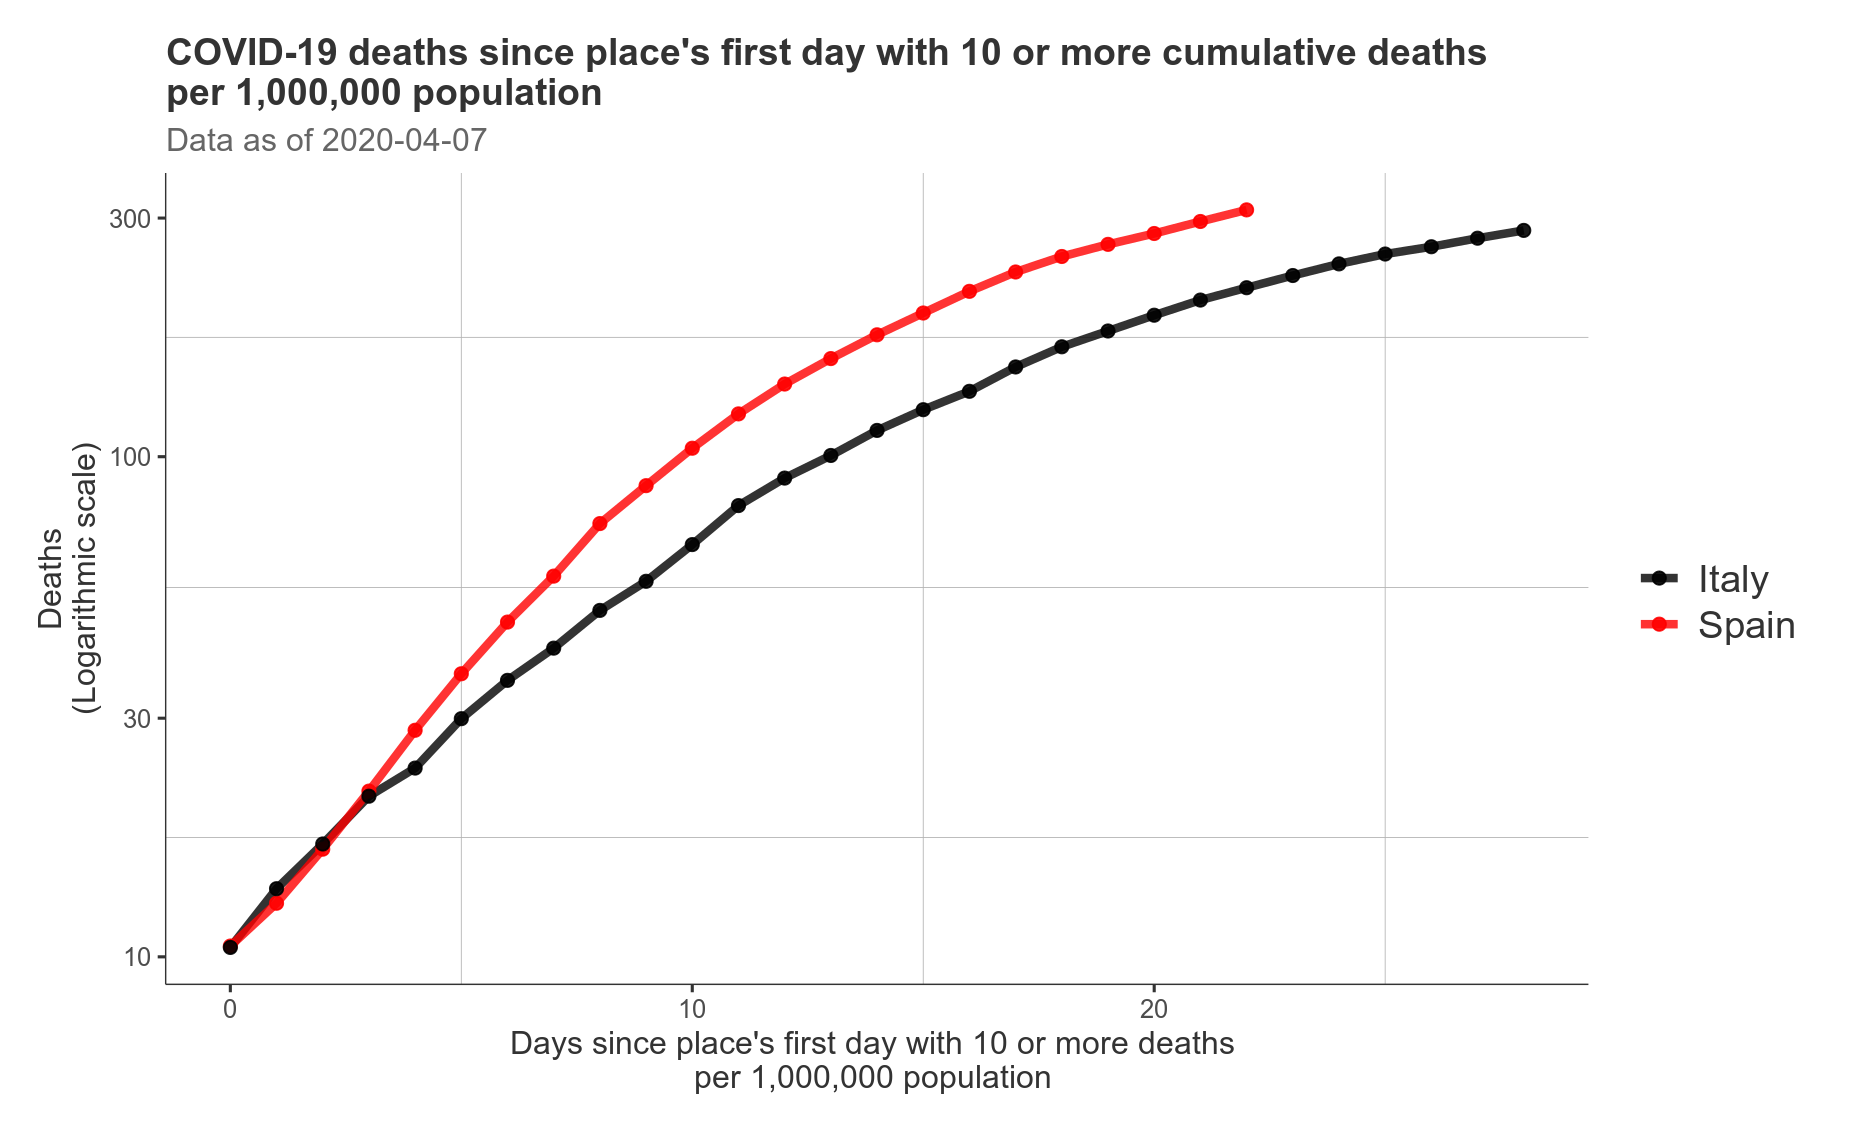 COVID-19 deaths since place's first day with 10 or more cumulative deaths
per 1,000,000 population
Data as of 2020-04-07
300
100
30
10
Deaths
(Logarithmic scale)
0
10
20
Days since place's first day with 10 or more deaths
per 1,000,000 population
Italy
Spain